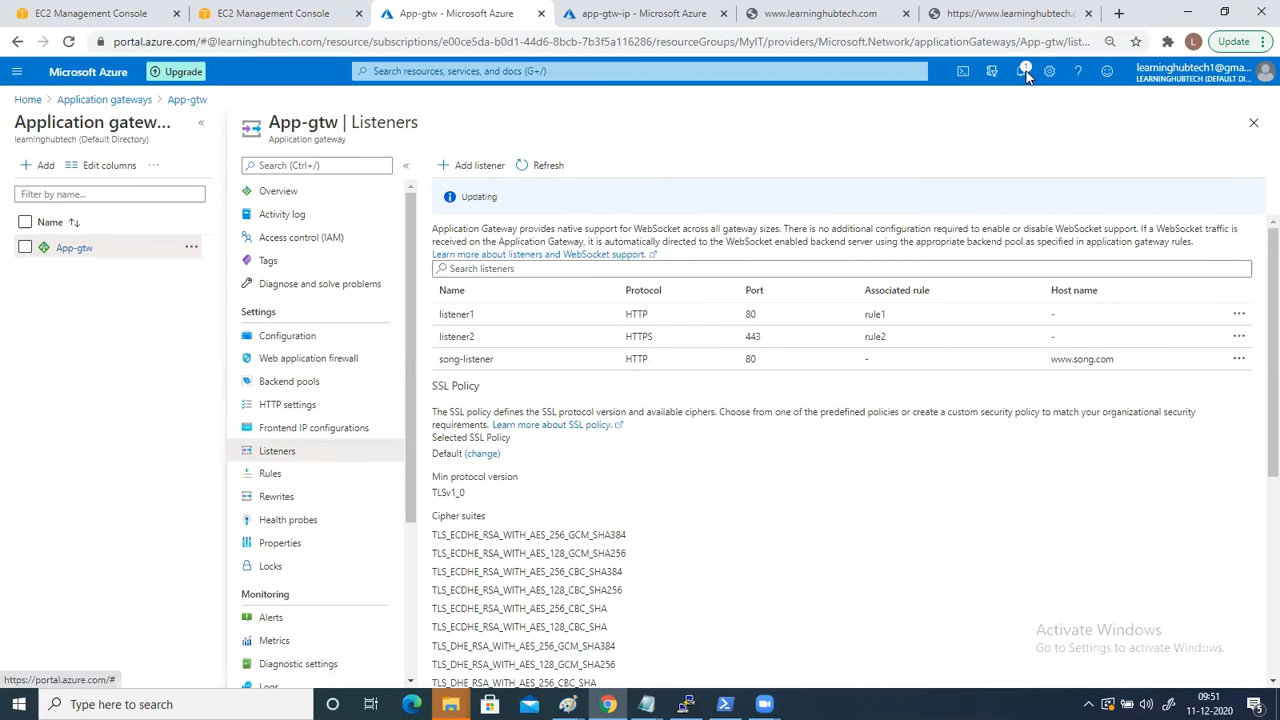 EC2 Management Console
EC2 Management Console
App-gtw - Microsoft Azure
app-gtw-ip - Microsoft Azure
www.learninghubtech.com
https://www.learninghubtech.c
portal.azure.com/#@learninghubtech.com/resource/subscriptions/e00ce5da-b0d1-44d6-8bcb-7b3f5a116286/resourceGroups/MyIT/providers/Microsoft.Network/applicationGateways/App-gtw/list...
Update
Microsoft Azure
Upgrade
Search resources, services, and docs (G+/)
1
learninghubtech1@gma...
LEARNINGHUBTECH (DEFAULT DI...
Home
Application gateways
App-gtw
Application gatew...
learninghubtech (Default Directory)
Add
Edit columns
Filter by name...
Name
App-gtw
App-gtw | Listeners
Application gateway
Search (Ctrl+/)
Overview
Activity log
Access control (IAM)
Tags
Diagnose and solve problems
Settings
Configuration
Web application firewall
Backend pools
HTTP settings
Frontend IP configurations
Listeners
Rules
Rewrites
Health probes
Properties
Locks
Monitoring
Alerts
Metrics
Diagnostic settings
Logs
Add listener
Refresh
Updating
Application Gateway provides native support for WebSocket across all gateway sizes. There is no additional configuration required to enable or disable WebSocket support. If a WebSocket traffic is
received on the Application Gateway, it is automatically directed to the WebSocket enabled backend server using the appropriate backend pool as specified in application gateway rules.
Learn more about listeners and WebSocket support.
Search listeners
Name Protocol Port Associated rule Host name
listener1 HTTP 80 rule1 -
listener2 HTTPS 443 rule2 -
song-listener HTTP 80 - www.song.com
SSL Policy
The SSL policy defines the SSL protocol version and available ciphers. Choose from one of the predefined policies or create a custom security policy to match your organizational security
requirements. Learn more about SSL policy.
Selected SSL Policy
Default (change)
Min protocol version
TLSv1_0
Cipher suites
TLS_ECDHE_RSA_WITH_AES_256_GCM_SHA384
TLS_ECDHE_RSA_WITH_AES_128_GCM_SHA256
TLS_ECDHE_RSA_WITH_AES_256_CBC_SHA384
TLS_ECDHE_RSA_WITH_AES_128_CBC_SHA256
TLS_ECDHE_RSA_WITH_AES_256_CBC_SHA
TLS_ECDHE_RSA_WITH_AES_128_CBC_SHA
TLS_DHE_RSA_WITH_AES_256_GCM_SHA384
TLS_DHE_RSA_WITH_AES_128_GCM_SHA256
TLS_DHE_RSA_WITH_AES_256_CBC_SHA
Activate Windows
Go to Settings to activate Windows.
https://portal.azure.com/#
Type here to search
09:51
11-12-2020